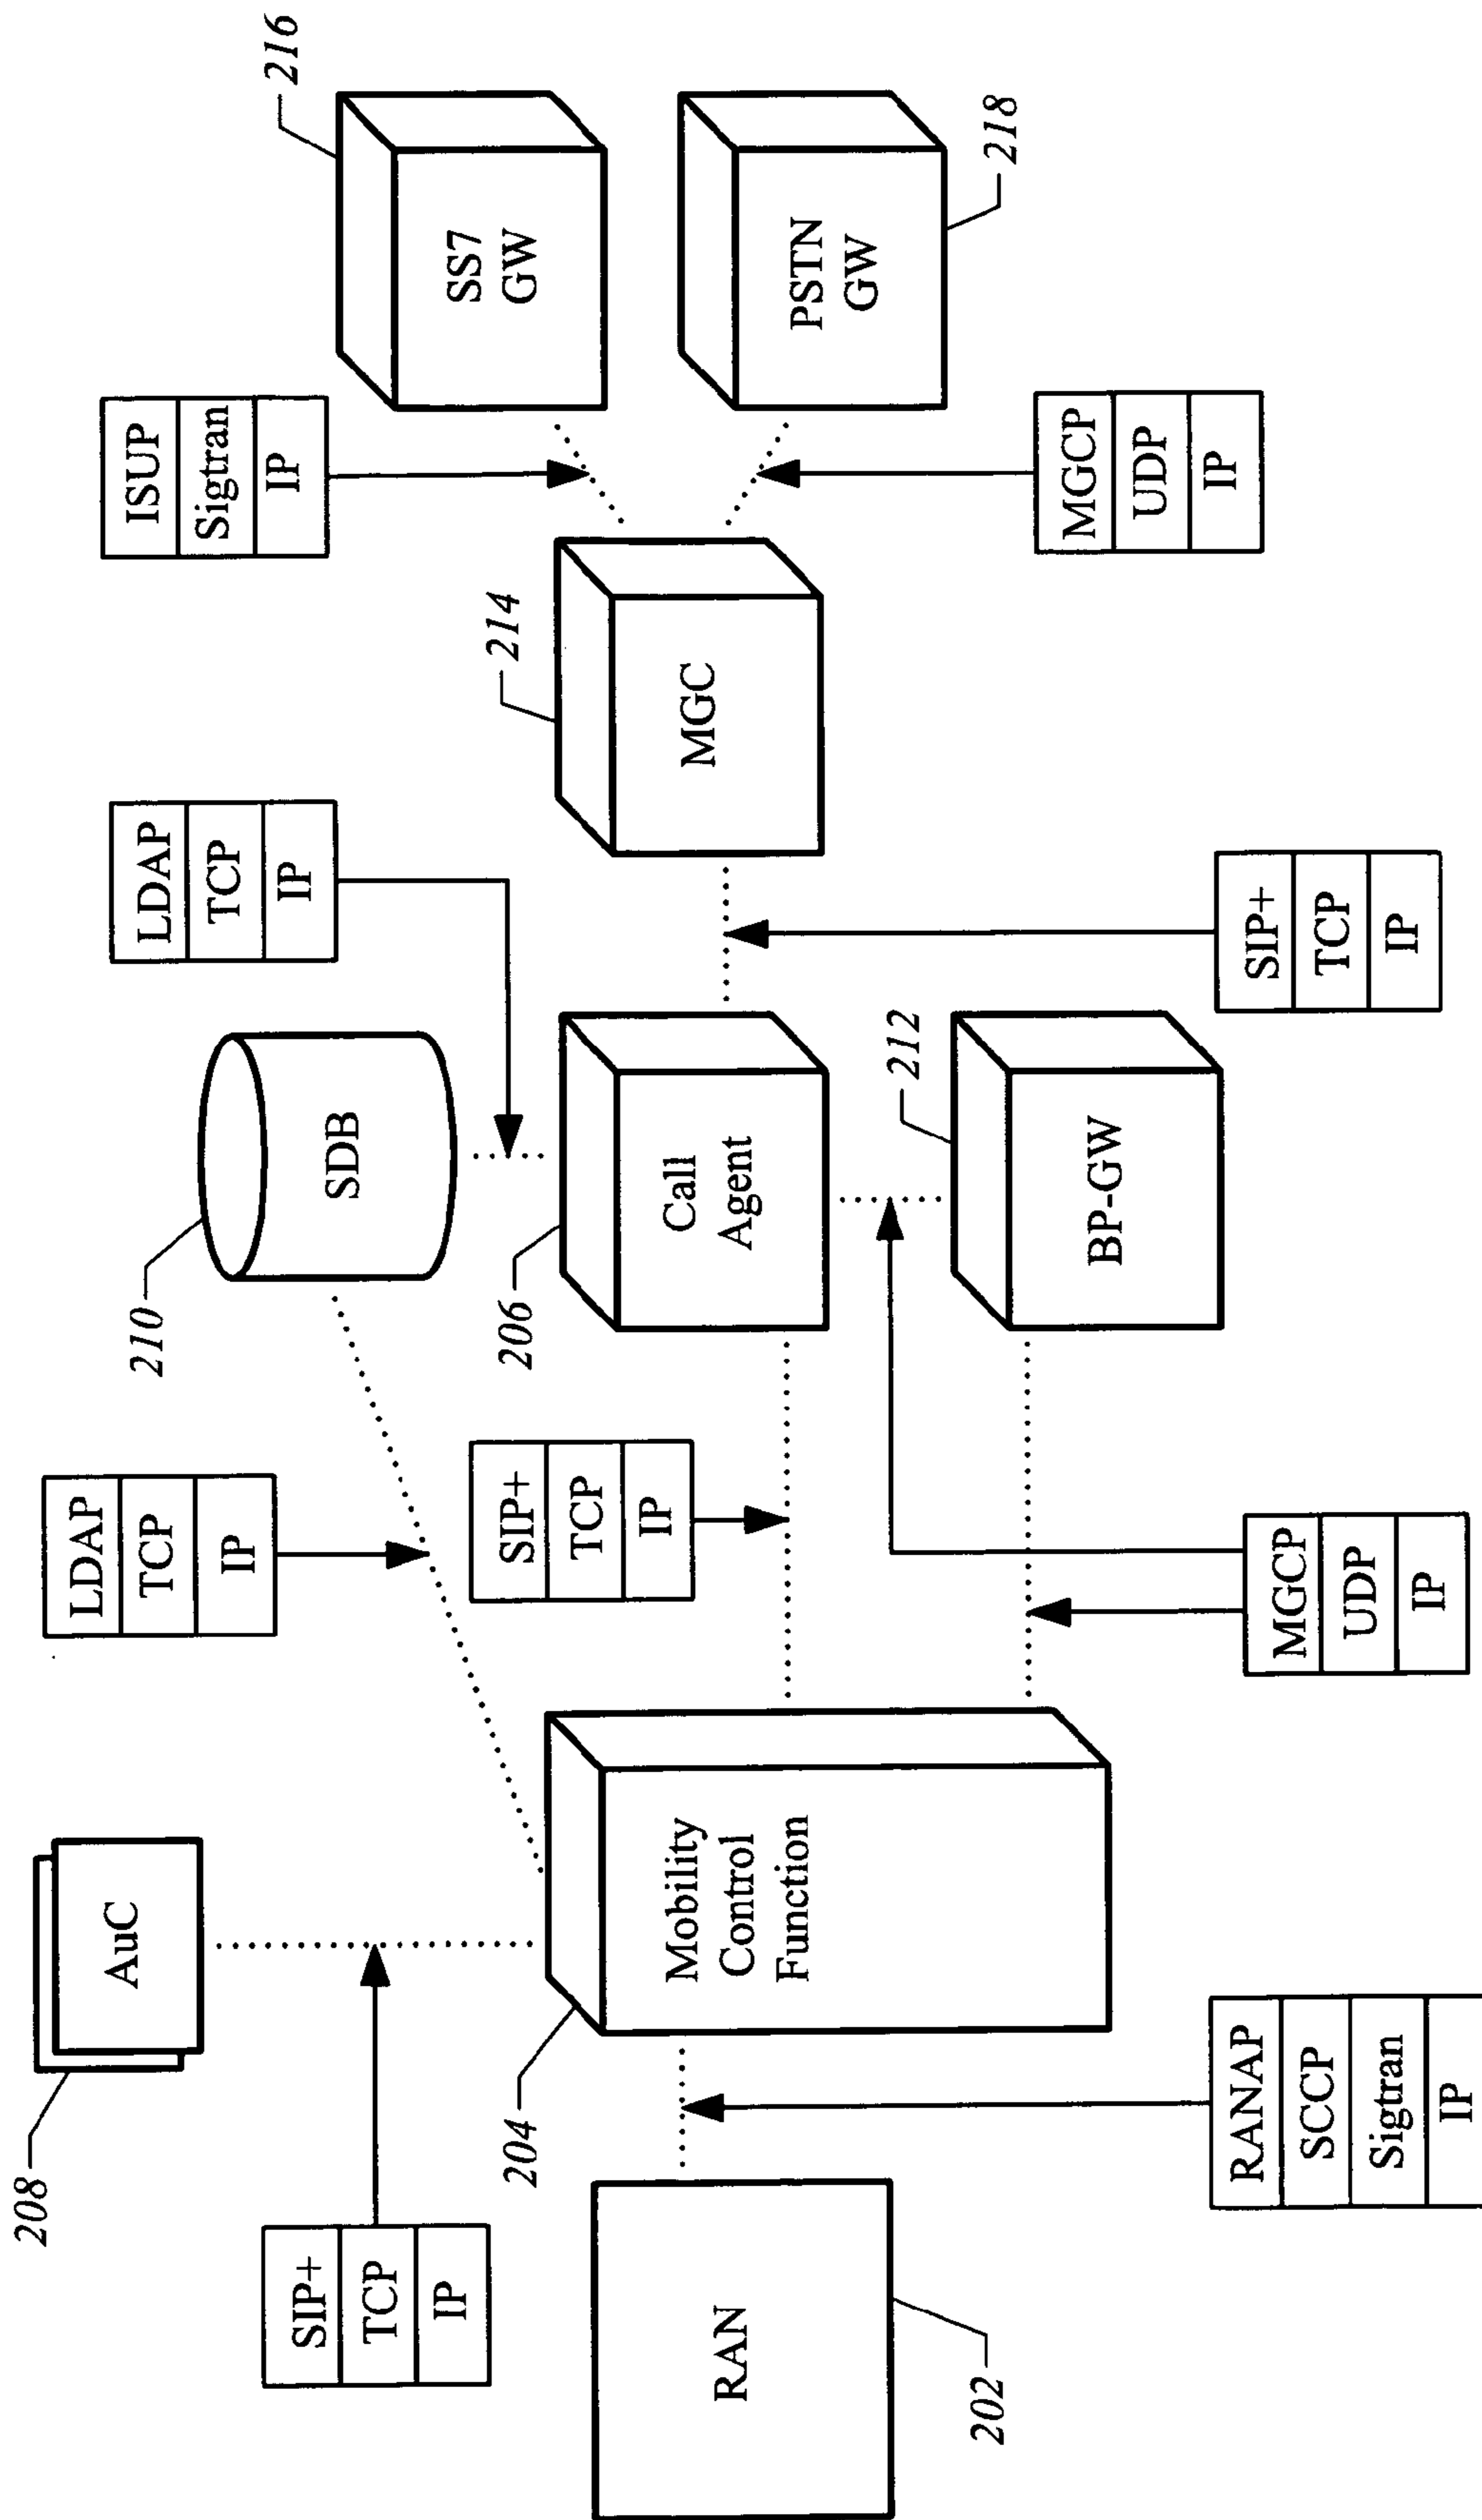 208
AuC
SIP+
TCP
IP
LDAP
TCP
IP
210
SDB
LDAP
TCP
IP
ISUP
Sigtran
IP
216
SS7
GW
204
Mobility
Control
Function
SIP+
TCP
IP
206
Call
Agent
214
MGC
PSTN
GW
218
RAN
202
212
BP-GW
RANAP
SCCP
Sigtran
IP
MGCP
UDP
IP
SIP+
TCP
IP
MGCP
UDP
IP